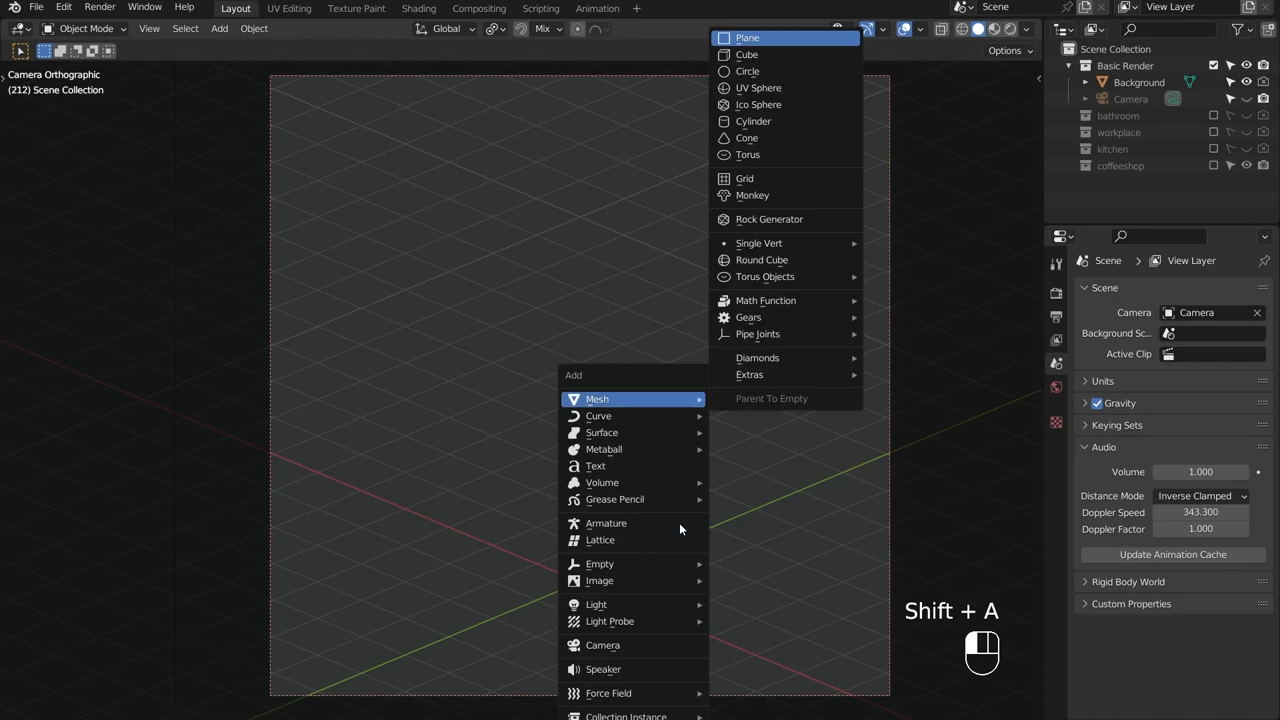 File Edit Render Window Help Layout UV Editing Texture Paint Shading Compositing Scripting Animation + Scene View Layer
Object Mode View Select Add Object Global Mix
Options
Camera Orthographic
(212) Scene Collection
Add
Mesh
Curve
Surface
Metaball
Text
Volume
Grease Pencil
Armature
Lattice
Empty
Image
Light
Light Probe
Camera
Speaker
Force Field
Collection Instance
Plane
Cube
Circle
UV Sphere
Ico Sphere
Cylinder
Cone
Torus
Grid
Monkey
Rock Generator
Single Vert
Round Cube
Torus Objects
Math Function
Gears
Pipe Joints
Diamonds
Extras
Parent To Empty
Shift + A
Scene Collection
Basic Render
Background
Camera
bathroom
workplace
kitchen
coffeeshop
Scene View Layer
Scene
Camera Camera
Background Sc...
Active Clip
Units
Gravity
Keying Sets
Audio
Volume 1.000
Distance Mode Inverse Clamped
Doppler Speed 343.300
Doppler Factor 1.000
Update Animation Cache
Rigid Body World
Custom Properties